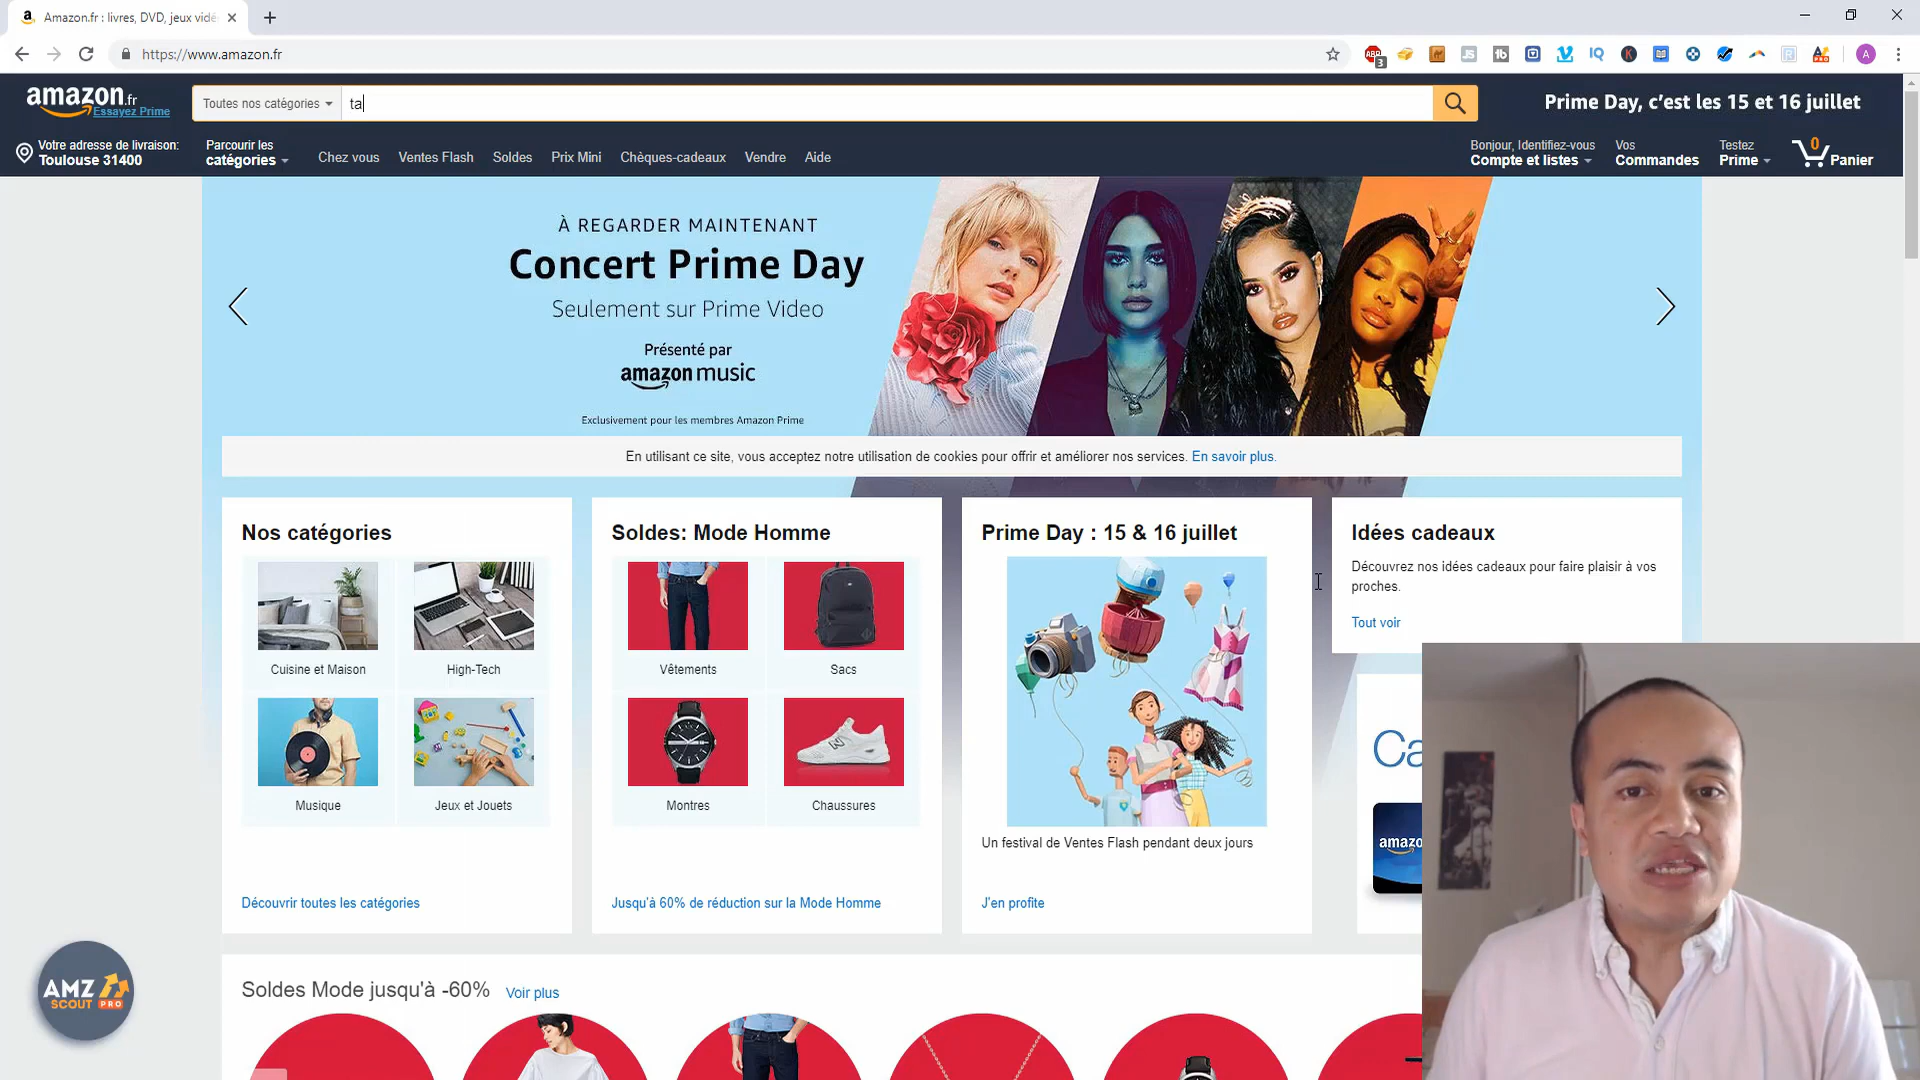 Amazon.fr : livres, DVD, jeux vidé
https://www.amazon.fr
ABP
3
JS
tb
IQ
K
PRO
A
amazon.fr
Essayez Prime
Toutes nos catégories
ta
Prime Day, c'est les 15 et 16 juillet
Votre adresse de livraison:
Toulouse 31400
Parcourir les
catégories
Chez vous
Ventes Flash
Soldes
Prix Mini
Chèques-cadeaux
Vendre
Aide
Bonjour, Identifiez-vous
Compte et listes
Vos
Commandes
Testez
Prime
0
Panier
À REGARDER MAINTENANT
Concert Prime Day
Seulement sur Prime Video
Présenté par
amazon music
Exclusivement pour les membres Amazon Prime
En utilisant ce site, vous acceptez notre utilisation de cookies pour offrir et améliorer nos services. En savoir plus.
Nos catégories
Cuisine et Maison
High-Tech
Musique
Jeux et Jouets
Découvrir toutes les catégories
Soldes: Mode Homme
Vêtements
Sacs
Montres
Chaussures
Jusqu'à 60% de réduction sur la Mode Homme
Prime Day : 15 & 16 juillet
Un festival de Ventes Flash pendant deux jours
J'en profite
Idées cadeaux
Découvrez nos idées cadeaux pour faire plaisir à vos
proches.
Tout voir
Ca
amazo
AMZ
SCOUT PRO
Soldes Mode jusqu'à -60%
Voir plus